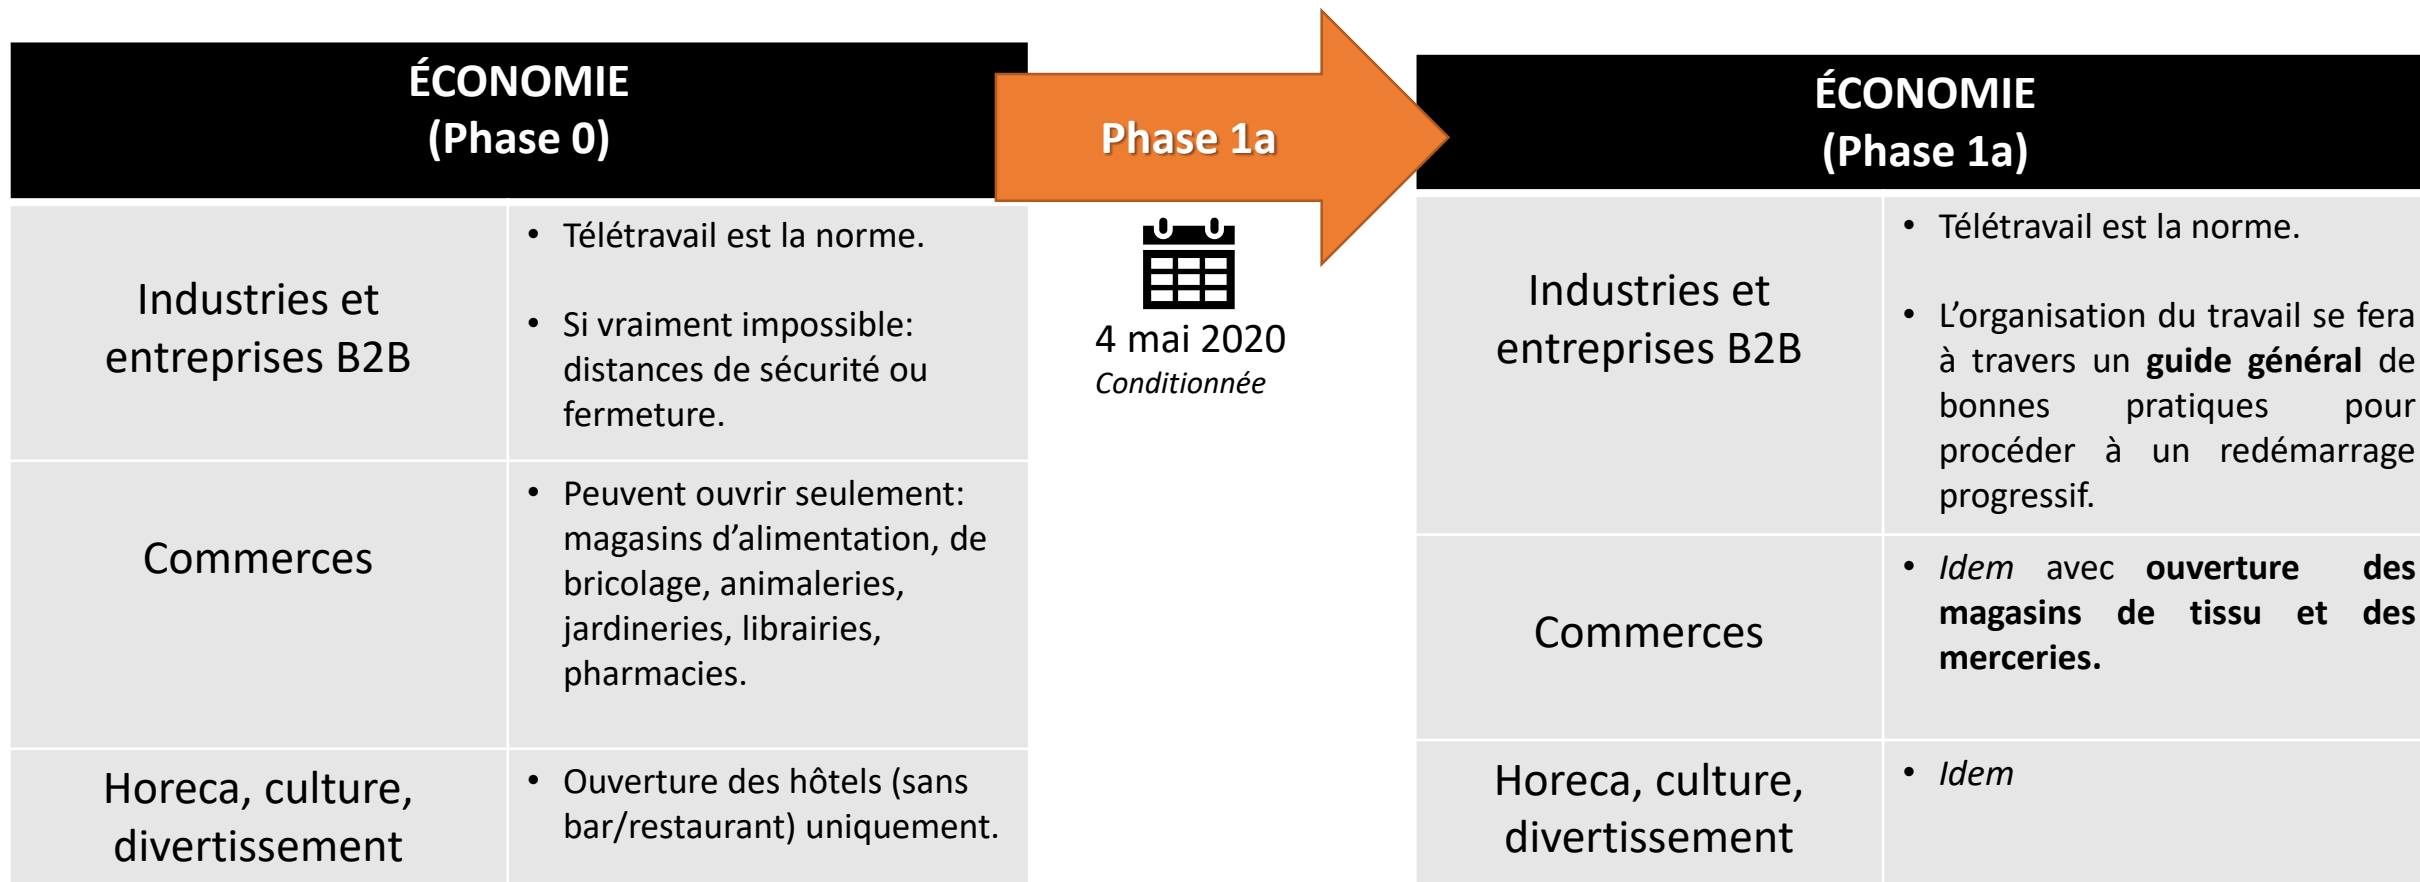 ÉCONOMIE
(Phase 0)
Industries et
entreprises B2B
• Télétravail est la norme.
• Si vraiment impossible:
distances de sécurité ou
fermeture.
Commerces
• Peuvent ouvrir seulement:
magasins d’alimentation, de
bricolage, animaleries,
jardineries, librairies,
pharmacies.
Horeca, culture,
divertissement
• Ouverture des hôtels (sans
bar/restaurant) uniquement.
Phase 1a
4 mai 2020
Conditionnée
ÉCONOMIE
(Phase 1a)
Industries et
entreprises B2B
• Télétravail est la norme.
• L’organisation du travail se fera
à travers un guide général de
bonnes pratiques pour
procéder à un redémarrage
progressif.
Commerces
• Idem avec ouverture des
magasins de tissu et des
merceries.
Horeca, culture,
divertissement
• Idem